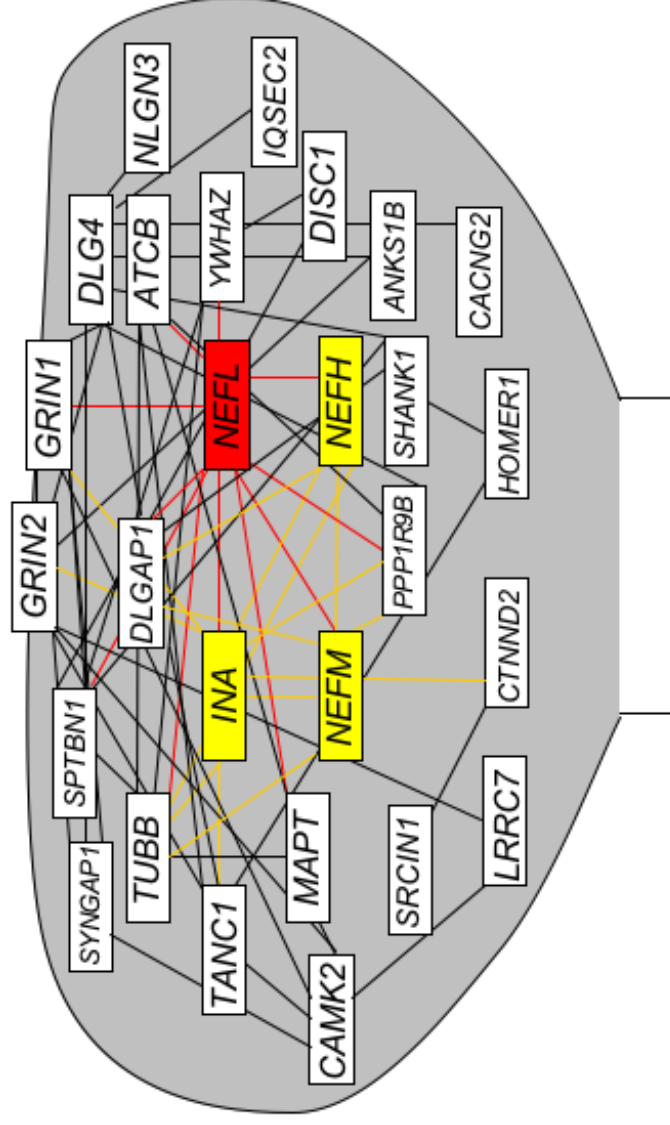 GRIN2
GRIN1
SYNGAP1
SPTBN1
DLG4
TUBB
DLGAP1
ATCB
NLGN3
TANC1
INA
NEFL
YWHAZ
IQSEC2
CAMK2
MAPT
NEFM
NEFH
DISC1
SRCIN1
PPP1R9B
SHANK1
ANKS1B
LRRC7
CTNND2
HOMER1
CACNG2